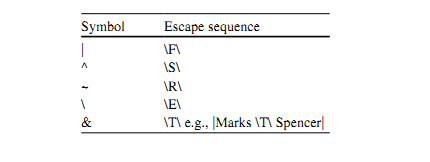 Symbol Escape sequence
| \F\
^ \S\
~ \R\
\ \E\
& \T\ e.g., |Marks \T\ Spencer|